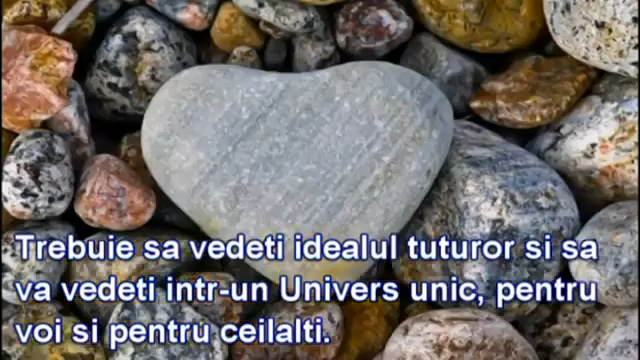 Trebuie sa vedeti idealul tuturor si sa
va vedeti intr-un Univers unic, pentru
voi si pentru ceilalti.